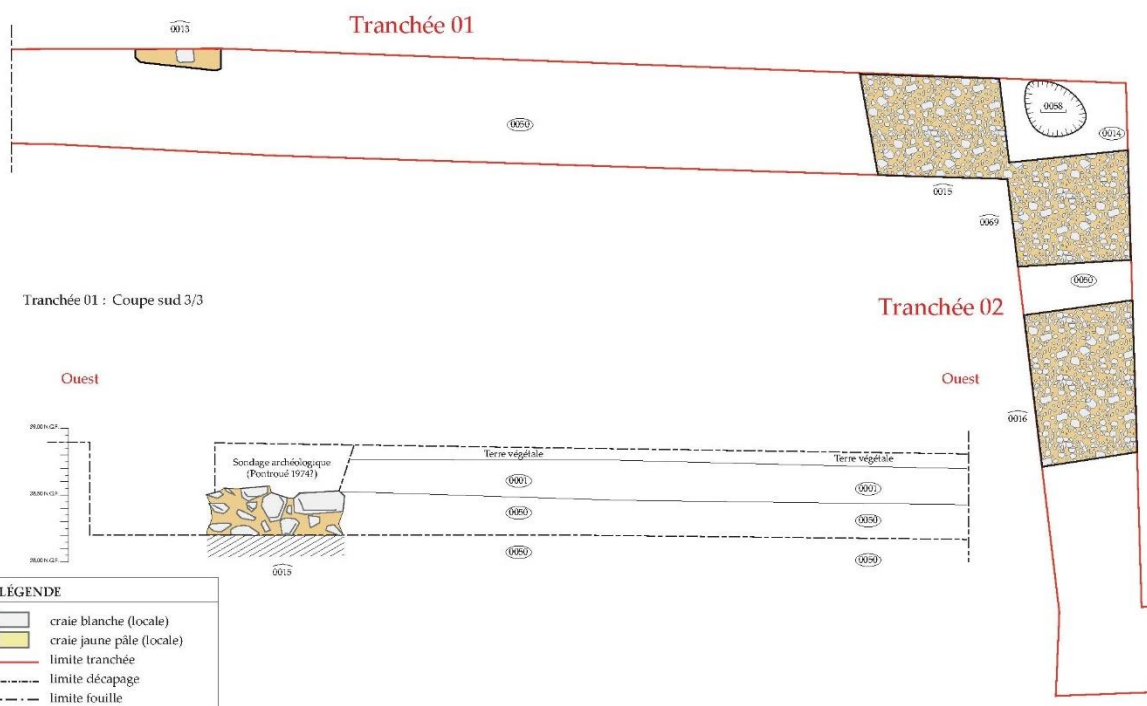 Tranchée 01
0013
0058
0050
0014
0015
0069
0050
Tranchée 01 : Coupe sud 3/3
Tranchée 02
Ouest
Ouest
0016
Sondage archéologique
(Pontroué 1974?)
Terre végétale
Terre végétale
0001
0001
0050
0050
0050
0050
0015
LÉGENDE
craie blanche (locale)
craie jaune pâle (locale)
limite tranchée
limite décapage
limite fouille